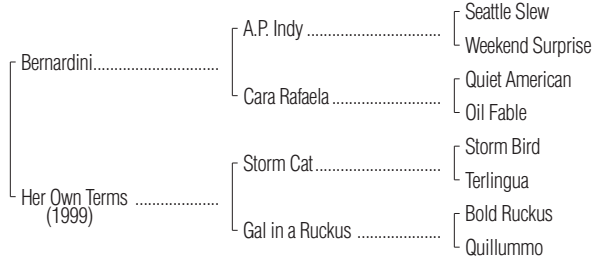 Seattle Slew
A.P. Indy ..............................
Weekend Surprise
Bernardini............................
Quiet American
Cara Rafaela ........................
Oil Fable
Storm Bird
Storm Cat............................
Terlingua
Her Own Terms ..................
(1999)
Bold Ruckus
Gal in a Ruckus ..................
Quillummo